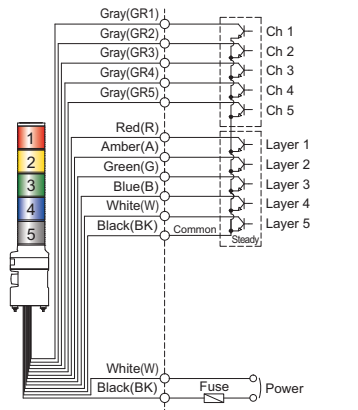 Gray(GR1)
Ch 1
Gray(GR2)
Ch 2
Gray(GR3)
Ch 3
Gray(GR4)
Ch 4
Gray(GR5)
Ch 5
Red(R)
Layer 1
Amber(A)
Layer 2
Green(G)
Layer 3
Blue(B)
Layer 4
White(W)
Layer 5
Black(BK)
Common
Steady
1
2
3
4
5
White(W)
Black(BK)
Fuse
Power